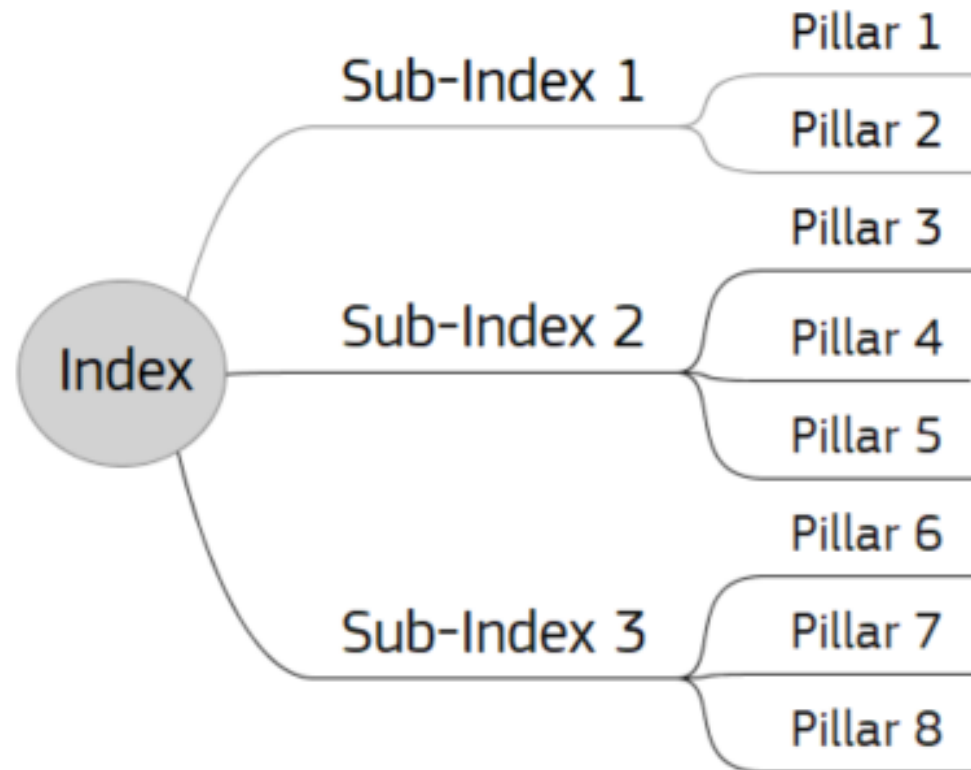 Pillar 1
Sub-Index 1
Pillar 2
Pillar 3
Sub-Index 2
Pillar 4
Index
Pillar 5
Pillar 6
Sub-Index 3
Pillar 7
Pillar 8